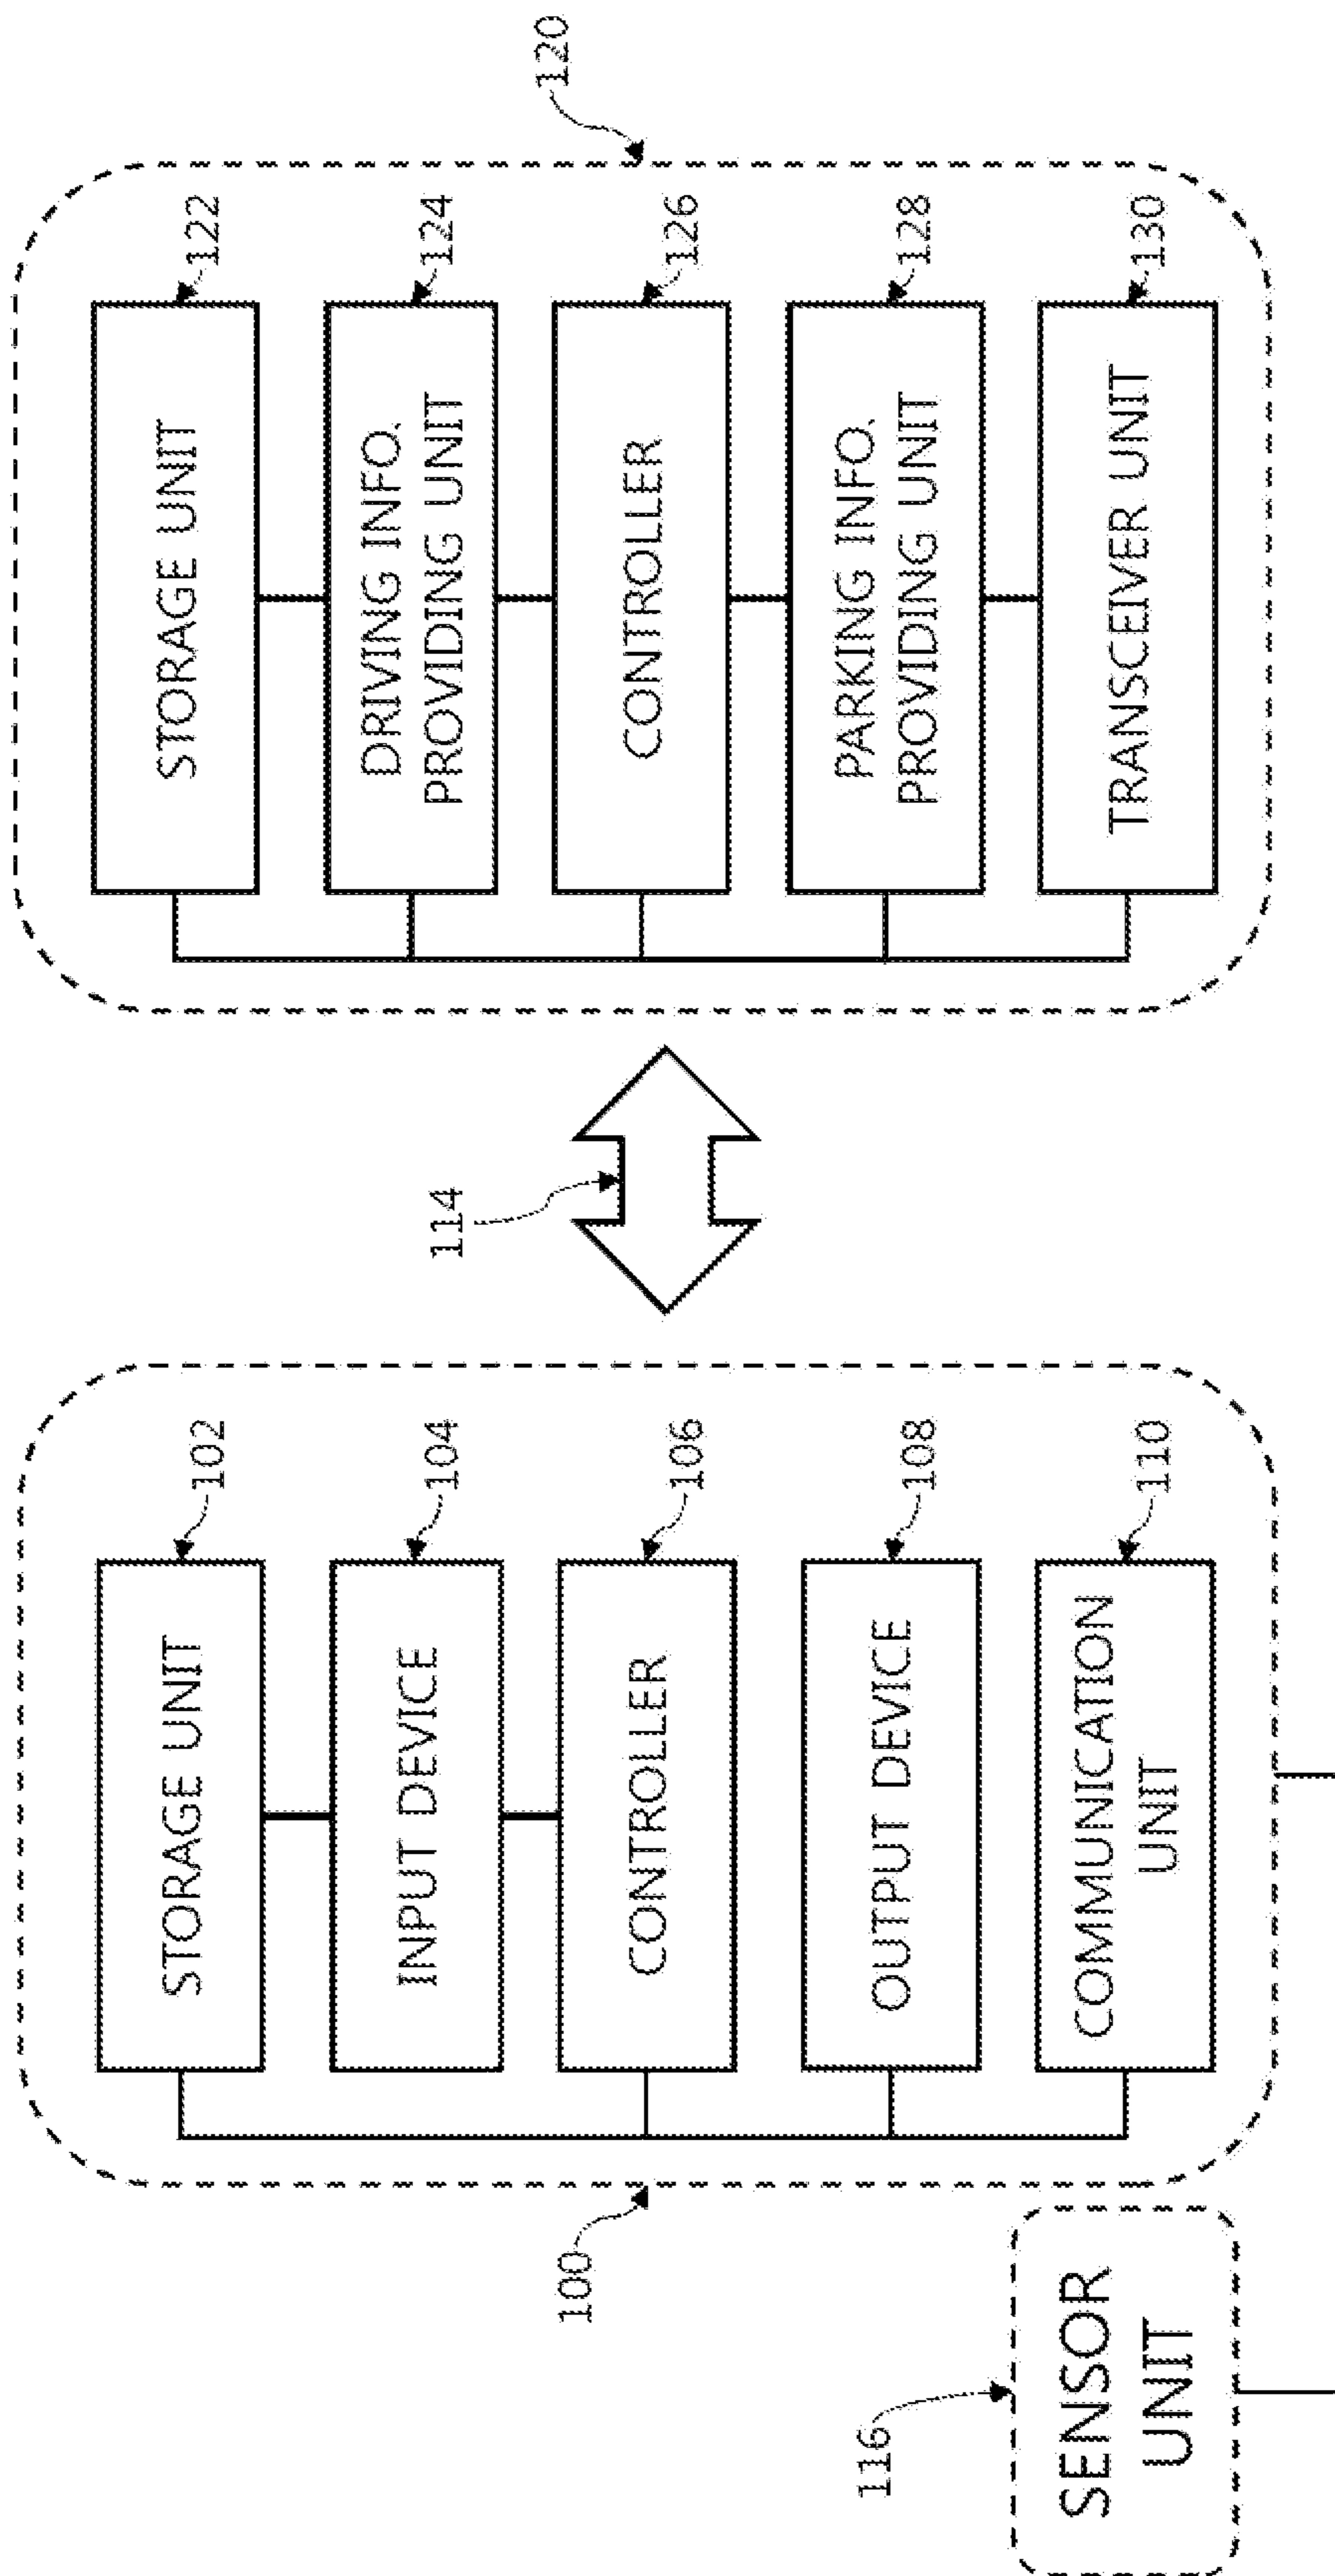 100
STORAGE UNIT
102
INPUT DEVICE
104
CONTROLLER
106
OUTPUT DEVICE
108
COMMUNICATION
UNIT
110
116
SENSOR
UNIT
114
120
STORAGE UNIT
122
DRIVING INFO.
PROVIDING UNIT
124
CONTROLLER
126
PARKING INFO.
PROVIDING UNIT
128
TRANSCEIVER UNIT
130